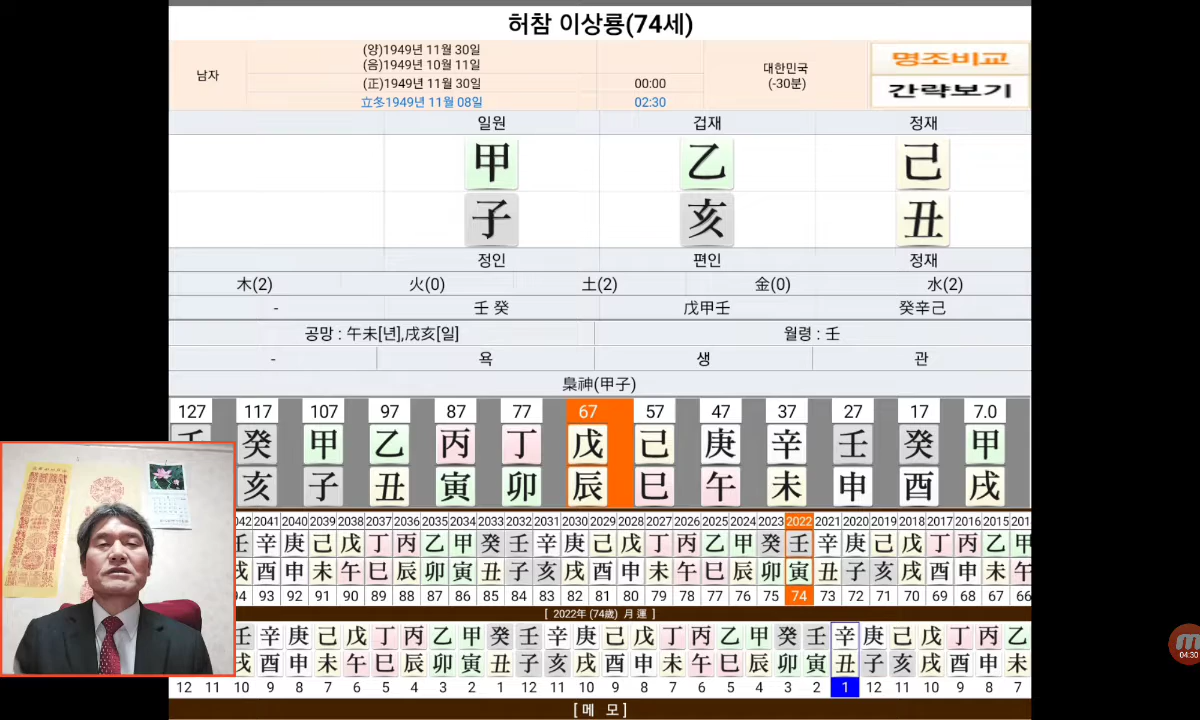 허참 이상룡(74세)
남자
(양)1949년 11월 30일
(음)1949년 10월 11일
(正)1949년 11월 30일 00:00
立冬1949년 11월 08일 02:30
대한민국
(-30분)
명조비교
간략보기
일원 겁재 정재
甲 乙 己
子 亥 丑
정인 편인 정재
木(2) 火(0) 土(2) 金(0) 水(2)
- 壬 癸 戊甲壬 癸辛己
공망 : 午未[년],戌亥[일] 월령 : 壬
- 욕 생 관
梟神(甲子)
127 117 107 97 87 77 67 57 47 37 27 17 7.0
壬 癸 甲 乙 丙 丁 戊 己 庚 辛 壬 癸 甲
亥 子 丑 寅 卯 辰 巳 午 未 申 酉 戌
2041 2040 2039 2038 2037 2036 2035 2034 2033 2032 2031 2030 2029 2028 2027 2026 2025 2024 2023 2022 2021 2020 2019 2018 2017 2016 2015
壬 辛 庚 己 戊 丁 丙 乙 甲 癸 壬 辛 庚 己 戊 丁 丙 乙 甲 癸 壬 辛 庚 己 戊 丁 丙 乙 甲
戌 酉 申 未 午 巳 辰 卯 寅 丑 子 亥 戌 酉 申 未 午 巳 辰 卯 寅 丑 子 亥 戌 酉 申 未 午
94 93 92 91 90 89 88 87 86 85 84 83 82 81 80 79 78 77 76 75 74 73 72 71 70 69 68 67 66
[ 2022年 (74歲) 月 運 ]
壬 辛 庚 己 戊 丁 丙 乙 甲 癸 壬 辛 庚 己 戊 丁 丙 乙 甲 癸 壬 辛 庚 己 戊 丁 丙 乙
戌 酉 申 未 午 巳 辰 卯 寅 丑 子 亥 戌 酉 申 未 午 巳 辰 卯 寅 丑 子 亥 戌 酉 申 未
12 11 10 9 8 7 6 5 4 3 2 1 12 11 10 9 8 7 6 5 4 3 2 1 12 11 10 9 8 7
[ 메 모 ]
04:30